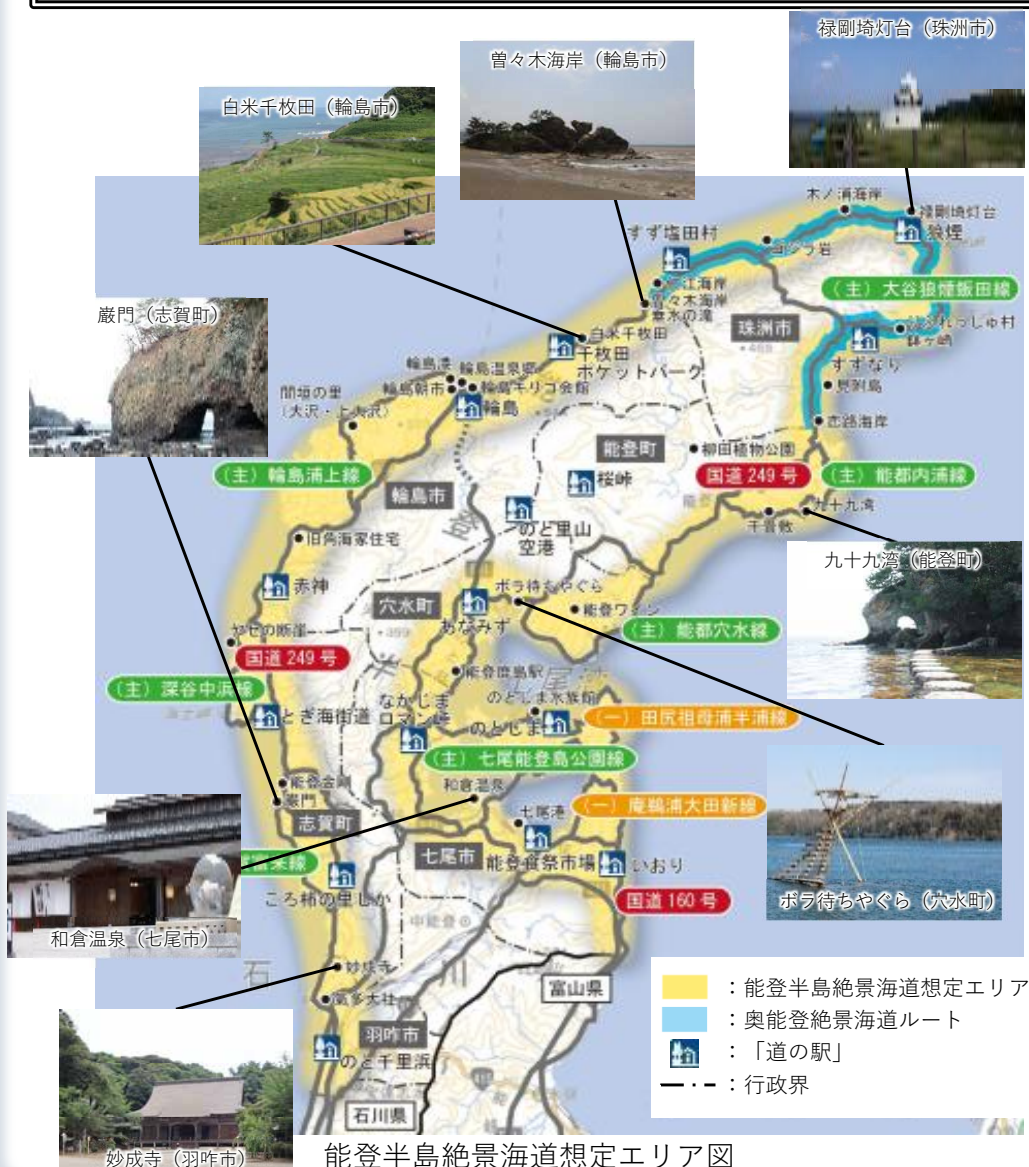 禄剛埼灯台（珠洲市）
曽々木海岸（輪島市）
白米千枚田（輪島市）
木ノ浦海岸
禄剛埼灯台
狼煙
すず塩田村
ゴジラ岩
（主）大谷狼煙飯田線
曽々木海岸
垂水の滝
珠洲市
巌門（志賀町）
白米千枚田
千枚田
ポケットパーク
すずなり
鉢ヶ崎
見附島
輪島港
輪島温泉郷
輪島朝市
輪島キリコ会館
輪島
間垣の里
（大沢・上大沢）
恋路海岸
能登町
柳田植物公園
国道 249 号
（主）能都内浦線
（主）輪島浦上線
輪島市
桜峠
九十九湾
千畳敷
のと里山
空港
旧角海家住宅
九十九湾（能登町）
赤神
穴水町
ボラ待ちやぐら
能登ワイン
あなみず
（主）能都穴水線
ヤセの断崖
国道 249 号
能登鹿島駅
（主）深谷中浜線
なかじま
ロマン峠
のとじま水族館
とぎ海街道
のとじま
（一）田尻祖母浦半浦線
（主）七尾能登島公園線
能登金剛
巌門
和倉温泉
（一）庵鵜浦大田新線
志賀町
七尾港
七尾市
能登食祭市場
いおり
ころ柿の里しか
国道 160 号
ボラ待ちやぐら（穴水町）
和倉温泉（七尾市）
中能登
石
川
妙成寺
富山県
気多大社
羽咋市
のと千里浜
石川県
：能登半島絶景海道想定エリア
：奥能登絶景海道ルート
：「道の駅」
：行政界
妙成寺（羽咋市）
能登半島絶景海道想定エリア図